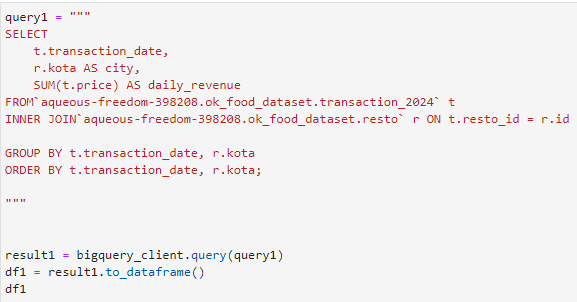 query1 = """
SELECT
    t.transaction_date,
    r.kota AS city,
    SUM(t.price) AS daily_revenue
FROM`aqueous-freedom-398208.ok_food_dataset.transaction_2024` t
INNER JOIN`aqueous-freedom-398208.ok_food_dataset.resto` r ON t.resto_id = r.id
GROUP BY t.transaction_date, r.kota
ORDER BY t.transaction_date, r.kota;
"""
result1 = bigquery_client.query(query1)
df1 = result1.to_dataframe()
df1